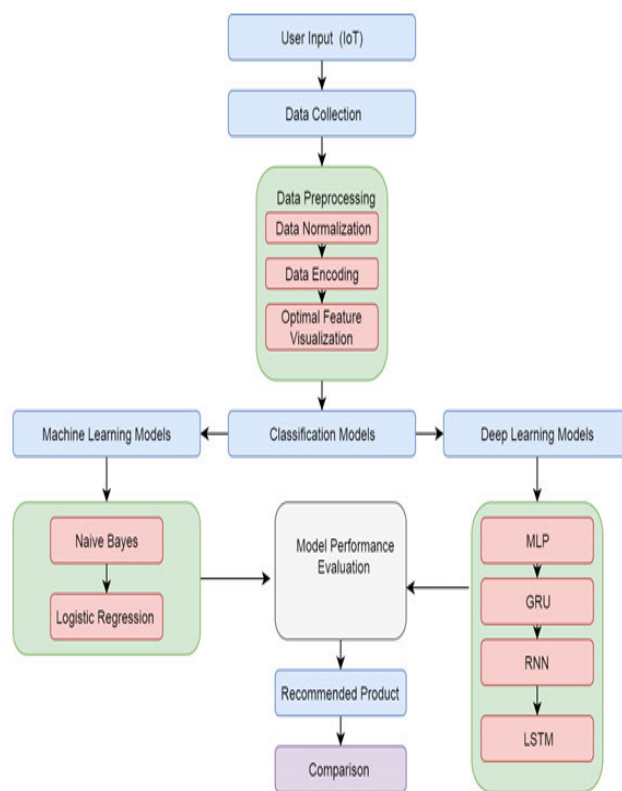 User Input (IoT)
Data Collection
Data Preprocessing
Data Normalization
Data Encoding
Optimal Feature
Visualization
Machine Learning Models
Classification Models
Deep Learning Models
Naive Bayes
Logistic Regression
Model Performance
Evaluation
MLP
GRU
RNN
LSTM
Recommended Product
Comparison